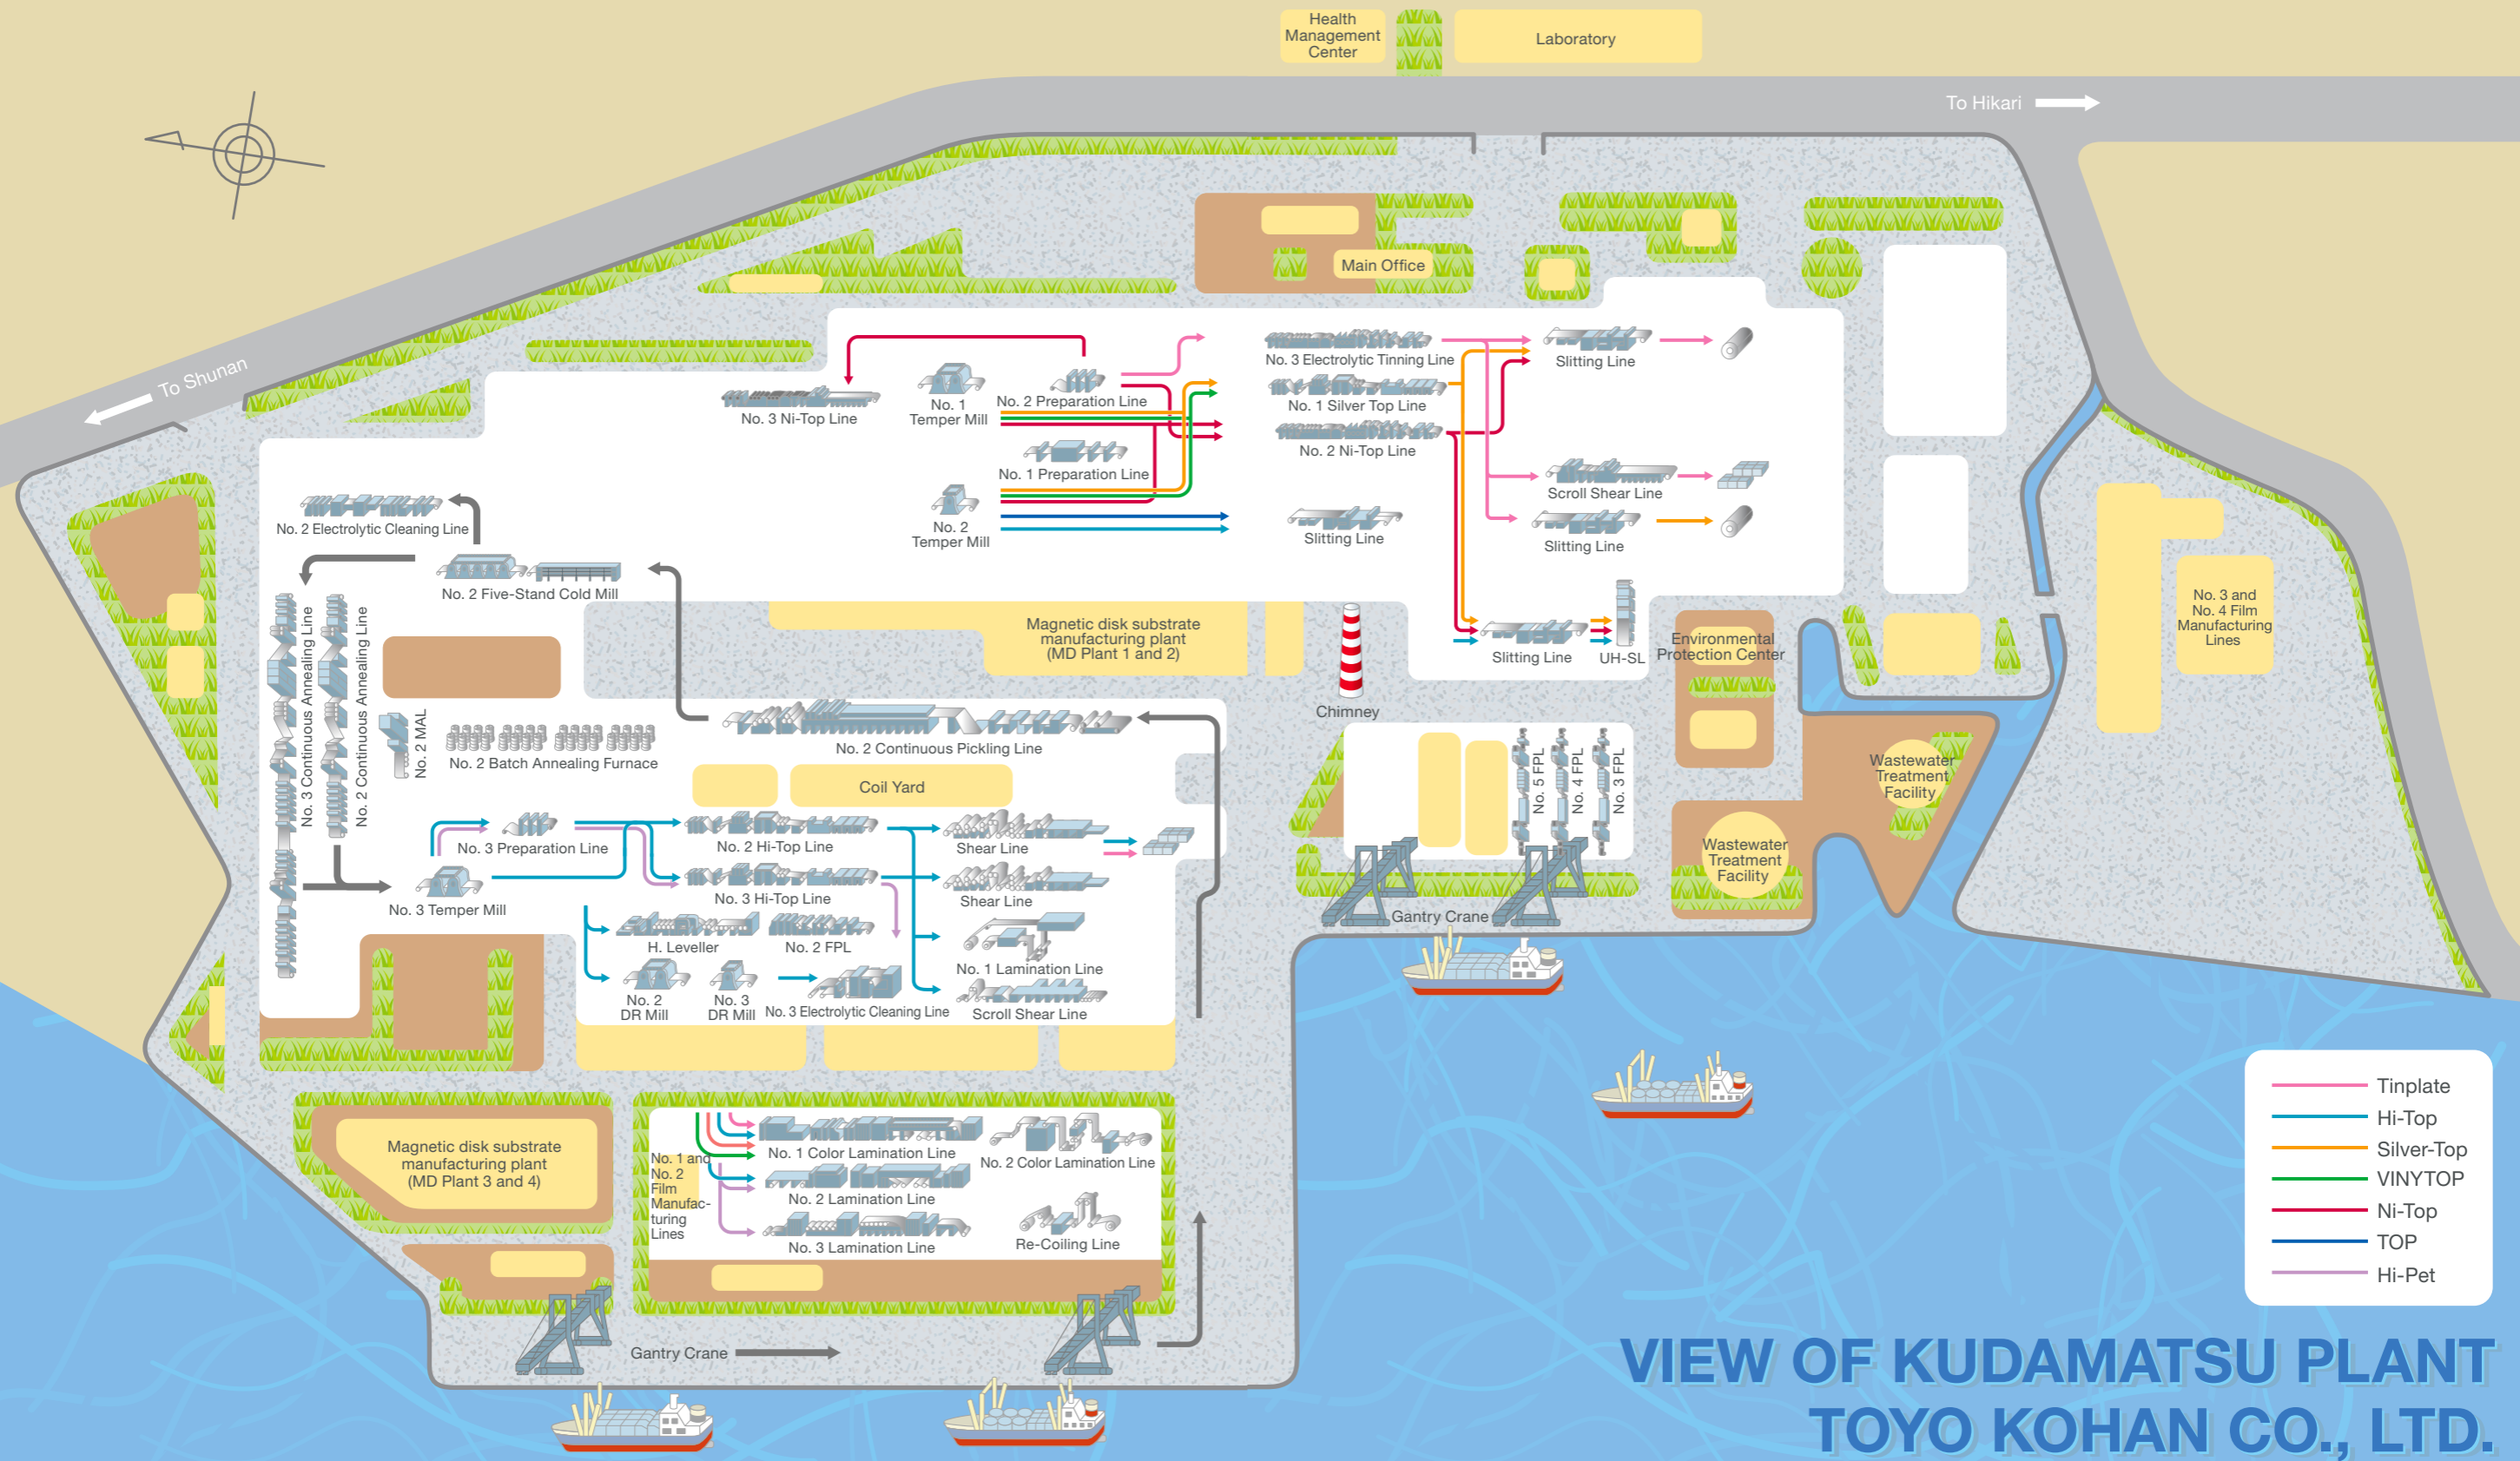 Health
Management
Center
Laboratory
To Hikari
To Shunan
Main Office
No. 3 Ni-Top Line
No. 1
Temper Mill
No. 2 Preparation Line
No. 1 Preparation Line
No. 2
Temper Mill
No. 3 Electrolytic Tinning Line
No. 1 Silver Top Line
No. 2 Ni-Top Line
Slitting Line
Slitting Line
Scroll Shear Line
Slitting Line
Slitting Line
UH-SL
No. 2 Electrolytic Cleaning Line
No. 2 Five-Stand Cold Mill
No. 3 Continuous Annealing Line
No. 2 Continuous Annealing Line
No. 2 MAL
No. 2 Batch Annealing Furnace
Magnetic disk substrate
manufacturing plant
(MD Plant 1 and 2)
Chimney
Environmental
Protection Center
No. 3 and
No. 4 Film
Manufacturing
Lines
No. 2 Continuous Pickling Line
Coil Yard
No. 5 FPL
No. 4 FPL
No. 3 FPL
Wastewater
Treatment
Facility
Wastewater
Treatment
Facility
Gantry Crane
No. 3 Preparation Line
No. 2 Hi-Top Line
Shear Line
No. 3 Temper Mill
No. 3 Hi-Top Line
Shear Line
H. Leveller
No. 2 FPL
No. 1 Lamination Line
No. 2
DR Mill
No. 3
DR Mill
No. 3 Electrolytic Cleaning Line
Scroll Shear Line
Magnetic disk substrate
manufacturing plant
(MD Plant 3 and 4)
No. 1 and
No. 2
Film
Manufac-
turing
Lines
No. 1 Color Lamination Line
No. 2 Color Lamination Line
No. 2 Lamination Line
No. 3 Lamination Line
Re-Coiling Line
Gantry Crane
Tinplate
Hi-Top
Silver-Top
VINYTOP
Ni-Top
TOP
Hi-Pet
VIEW OF KUDAMATSU PLANT
TOYO KOHAN CO., LTD.